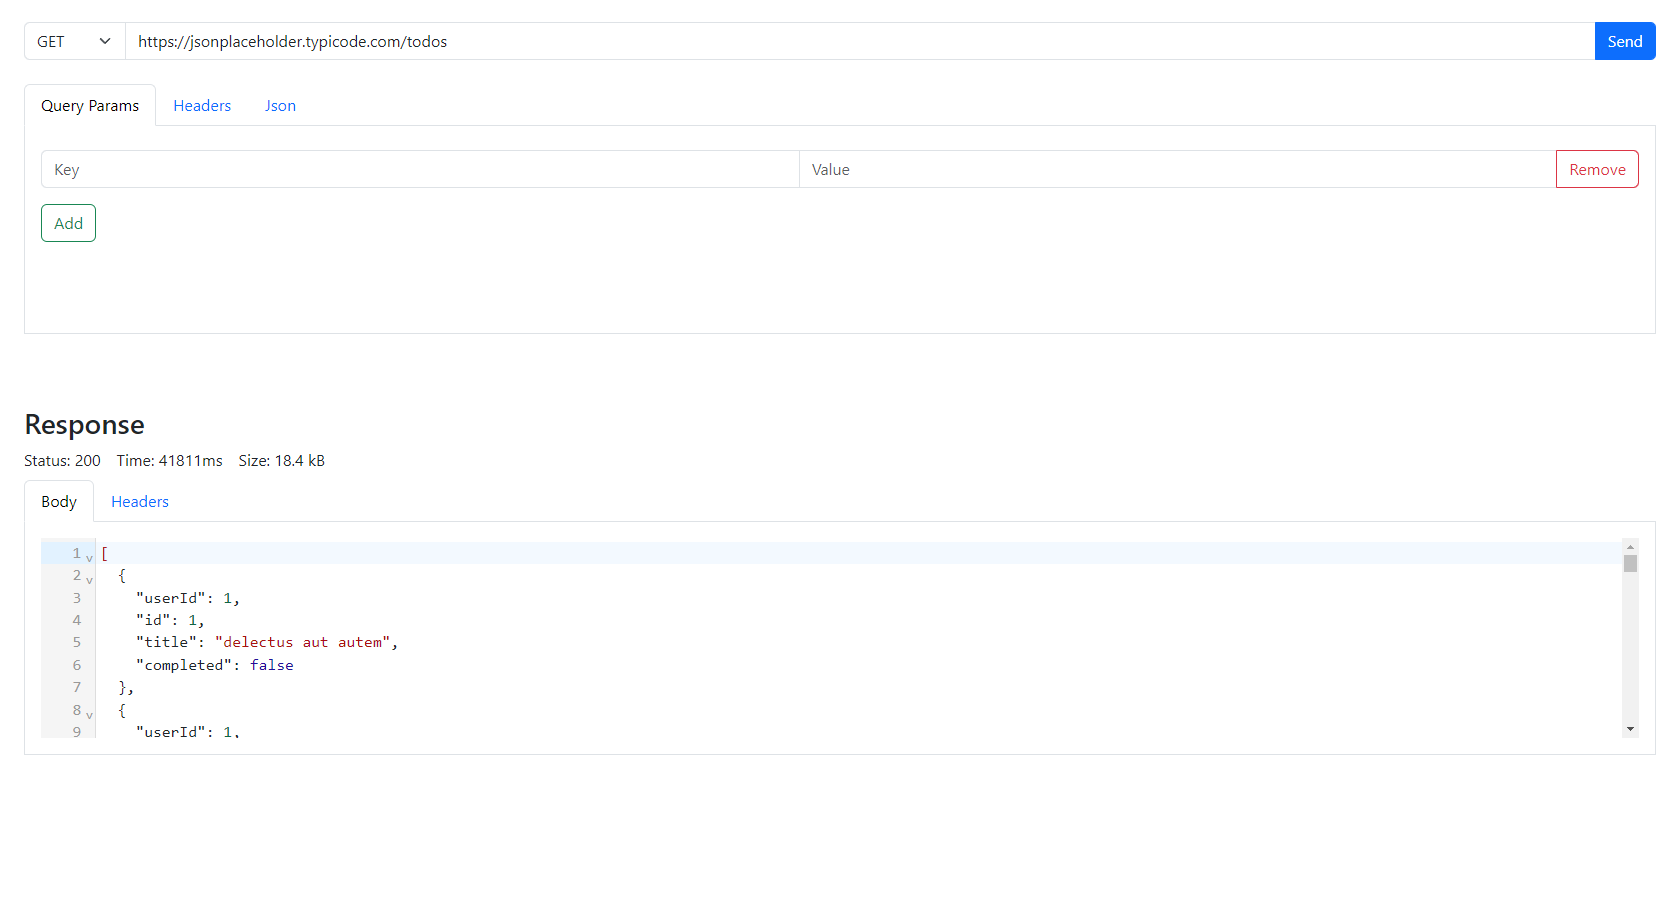 GET https://jsonplaceholder.typicode.com/todos Send
Query Params Headers Json
Key Value Remove
Add
Response
Status: 200 Time: 41811ms Size: 18.4 kB
Body Headers
1 [
2 {
3 "userId": 1,
4 "id": 1,
5 "title": "delectus aut autem",
6 "completed": false
7 },
8 {
9 "userId": 1,